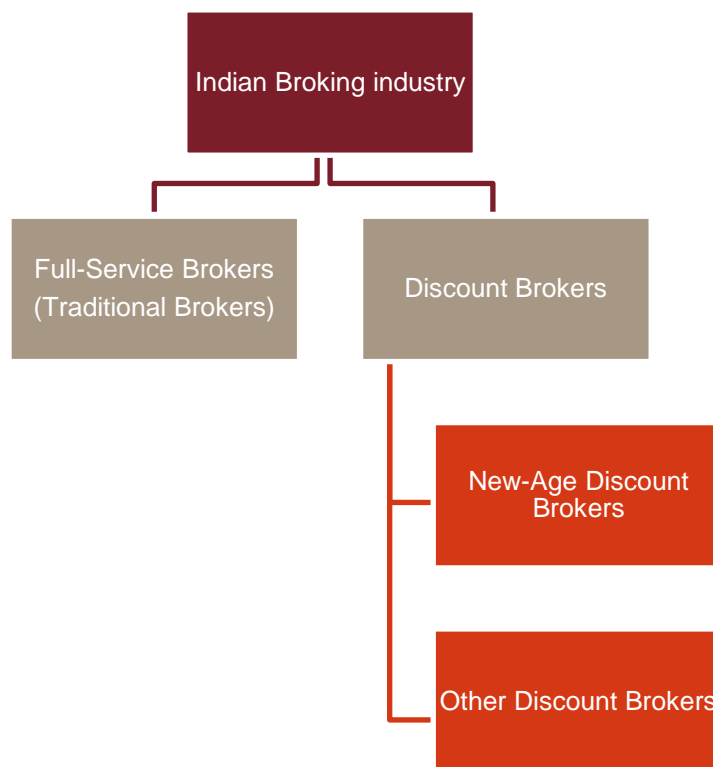 Indian Broking industry
Full-Service Brokers
(Traditional Brokers)
Discount Brokers
New-Age Discount
Brokers
Other Discount Brokers